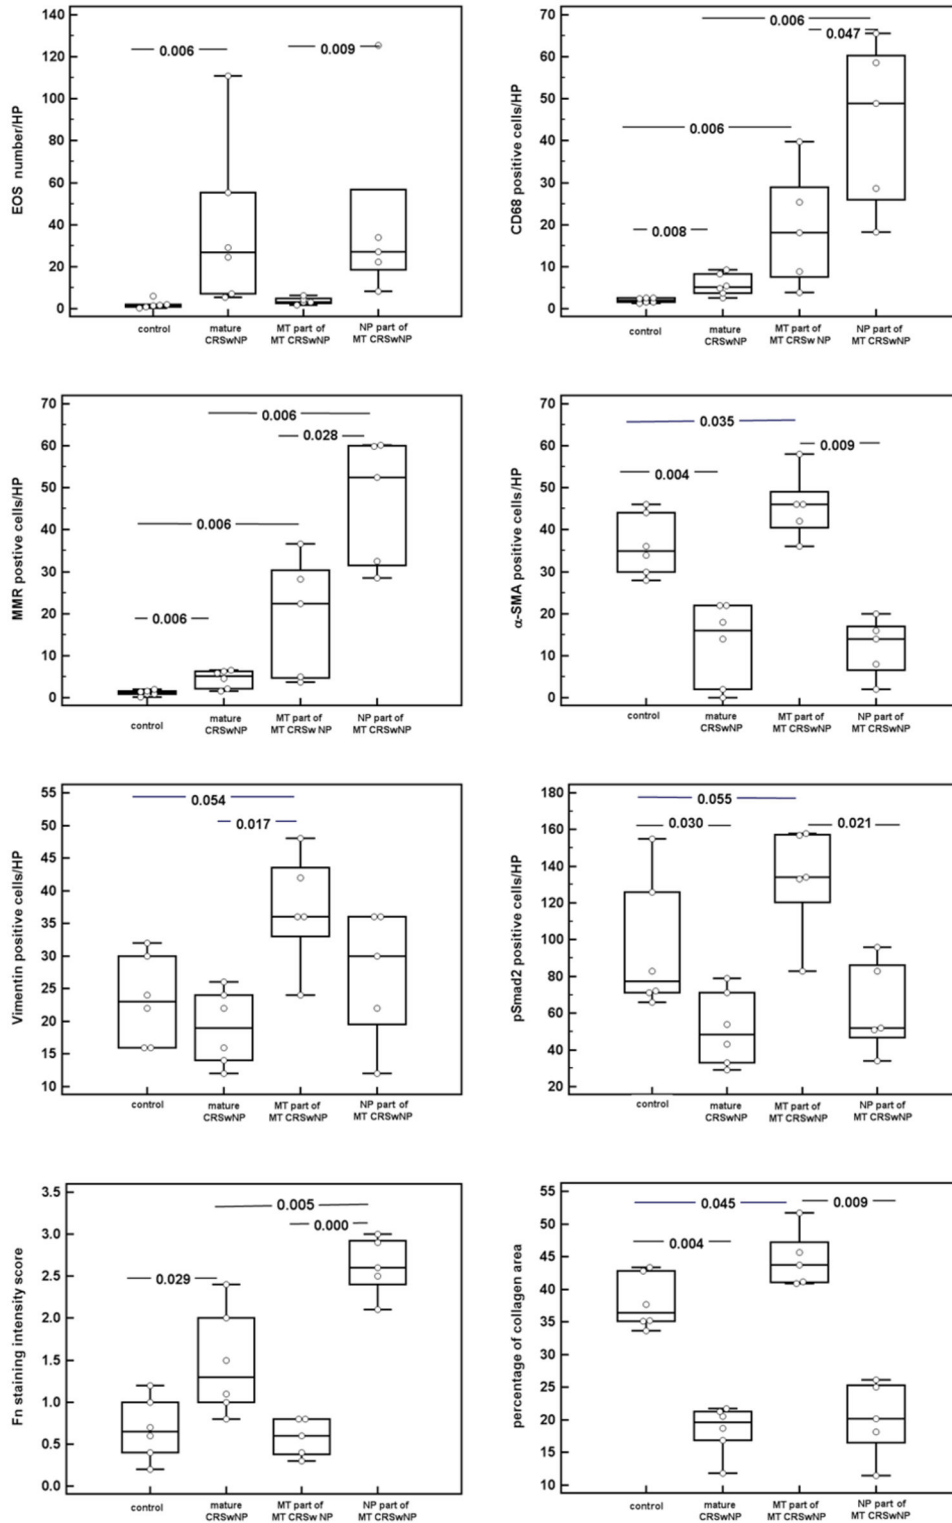 EOS number/HP
140
120
100
80
60
40
20
0
0.006
0.009
control
mature
CRSwNP
MT part of
MT CRSw NP
NP part of
MT CRSwNP
CD68 positive cells/HP
70
60
50
40
30
20
10
0
0.006
0.047
0.006
0.008
control
mature
CRSwNP
MT part of
MT CRSw NP
NP part of
MT CRSwNP
MMR postive cells/HP
70
60
50
40
30
20
10
0
0.006
0.028
0.006
0.006
control
mature
CRSwNP
MT part of
MT CRSw NP
NP part of
MT CRSwNP
α-SMA positive cells/HP
70
60
50
40
30
20
10
0
0.035
0.009
0.004
control
mature
CRSwNP
MT part of
MT CRSwNP
NP part of
MT CRSwNP
Vimentin positive cells/HP
55
50
45
40
35
30
25
20
15
10
0.054
0.017
control
mature
CRSwNP
MT part of
MT CRSw NP
NP part of
MT CRSwNP
pSmad2 positive cells/HP
180
160
140
120
100
80
60
40
20
0.055
0.030
0.021
control
mature
CRSwNP
MT part of
MT CRSwNP
NP part of
MT CRSwNP
Fn staining intensity score
3.5
3.0
2.5
2.0
1.5
1.0
0.5
0.0
0.005
0.000
0.029
control
mature
CRSwNP
MT part of
MT CRSw NP
NP part of
MT CRSwNP
percentage of collagen area
55
50
45
40
35
30
25
20
15
10
0.045
0.009
0.004
control
mature
CRSwNP
MT part of
MT CRSwNP
NP part of
MT CRSwNP